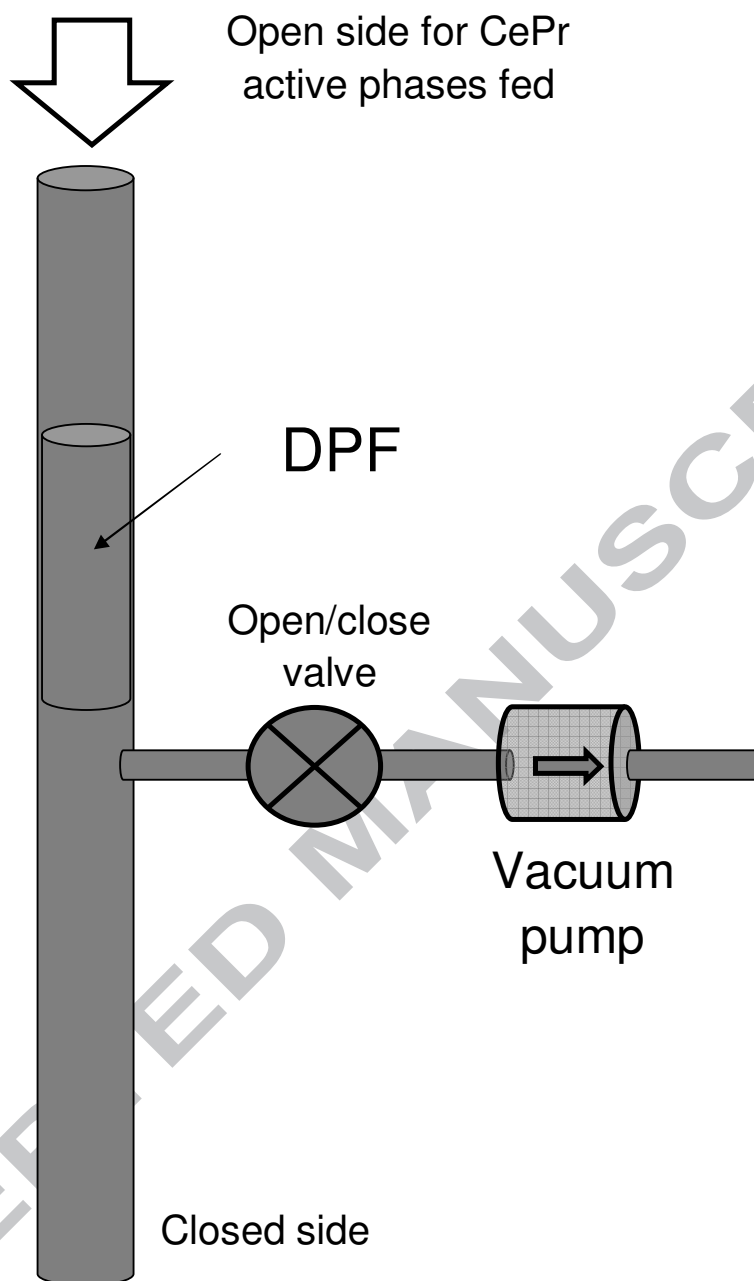 Open side for CePr
active phases fed
DPF
Open/close
valve
Vacuum
pump
Closed side